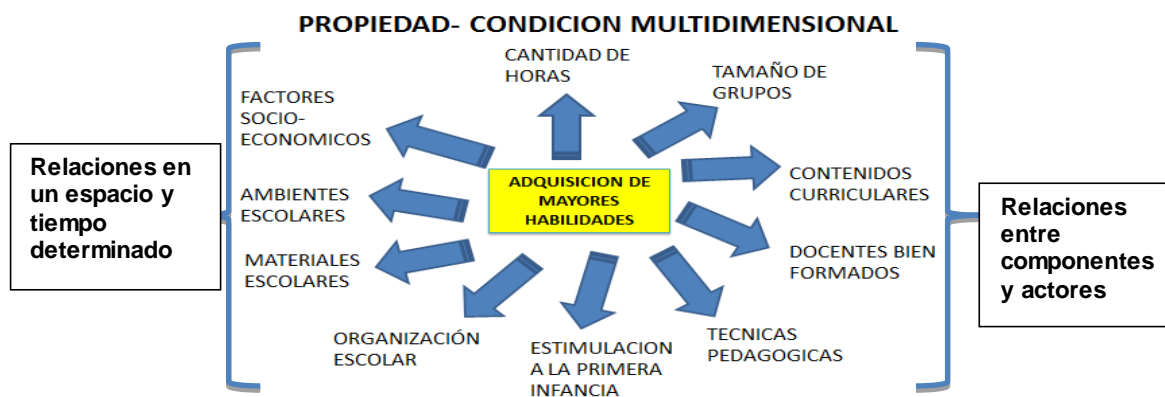 PROPIEDAD- CONDICION MULTIDIMENSIONAL
CANTIDAD DE
HORAS
TAMAÑO DE
GRUPOS
FACTORES
SOCIO-
ECONOMICOS
Relaciones en
un espacio y
tiempo
determinado
AMBIENTES
ESCOLARES
ADQUISICION DE
MAYORES
HABILIDADES
CONTENIDOS
CURRICULARES
Relaciones
entre
componentes
y actores
MATERIALES
ESCOLARES
DOCENTES BIEN
FORMADOS
ORGANIZACIÓN
ESCOLAR
ESTIMULACION
A LA PRIMERA
INFANCIA
TECNICAS
PEDAGOGICAS